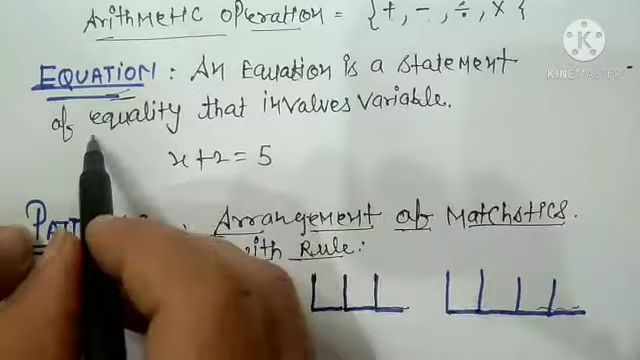 Arithmetic Operation = {+, −, ÷, × {
KINEMASTER
EQUATION : An Equation is a statement
of equality that invalves variable.
x + 2 = 5
Arrangement of Matchstics.
with Rule: